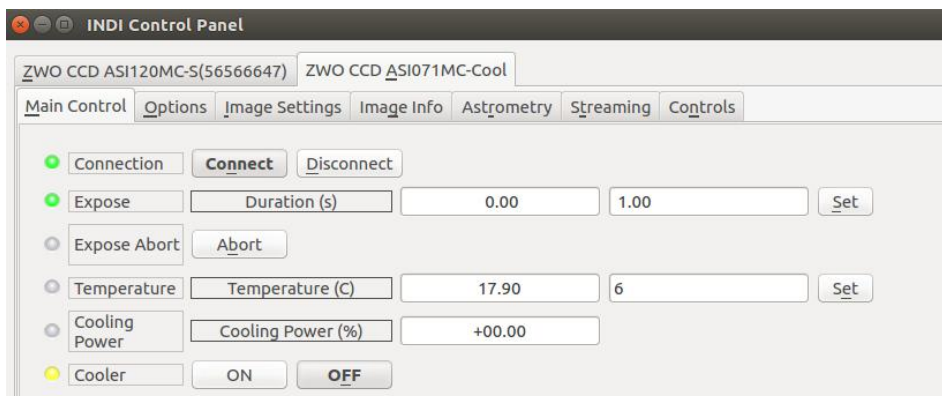 INDI Control Panel
ZWO CCD ASI120MC-S(56566647) ZWO CCD ASI071MC-Cool
Main Control Options Image Settings Image Info Astrometry Streaming Controls
Connection Connect Disconnect
Expose Duration (s) 0.00 1.00 Set
Expose Abort Abort
Temperature Temperature (C) 17.90 6 Set
Cooling
Power Cooling Power (%) +00.00
Cooler ON OFF